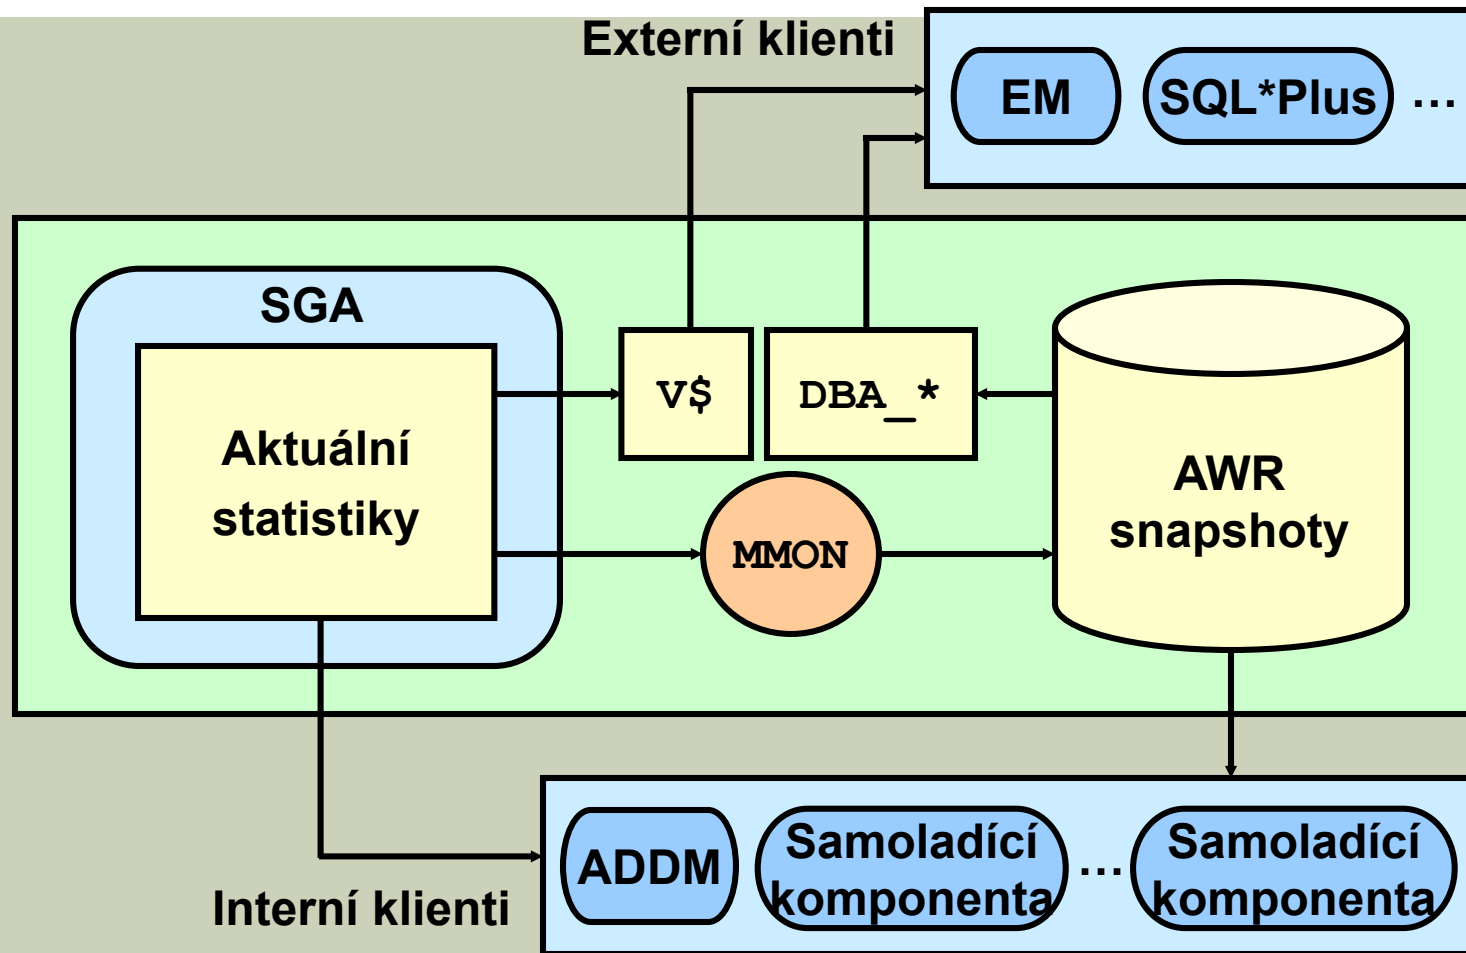 Externí klienti
EM
SQL*Plus
…
SGA
V$
DBA_*
Aktuální
statistiky
AWR
snapshoty
MMON
ADDM
Samoladící
komponenta
…
Samoladící
komponenta
Interní klienti